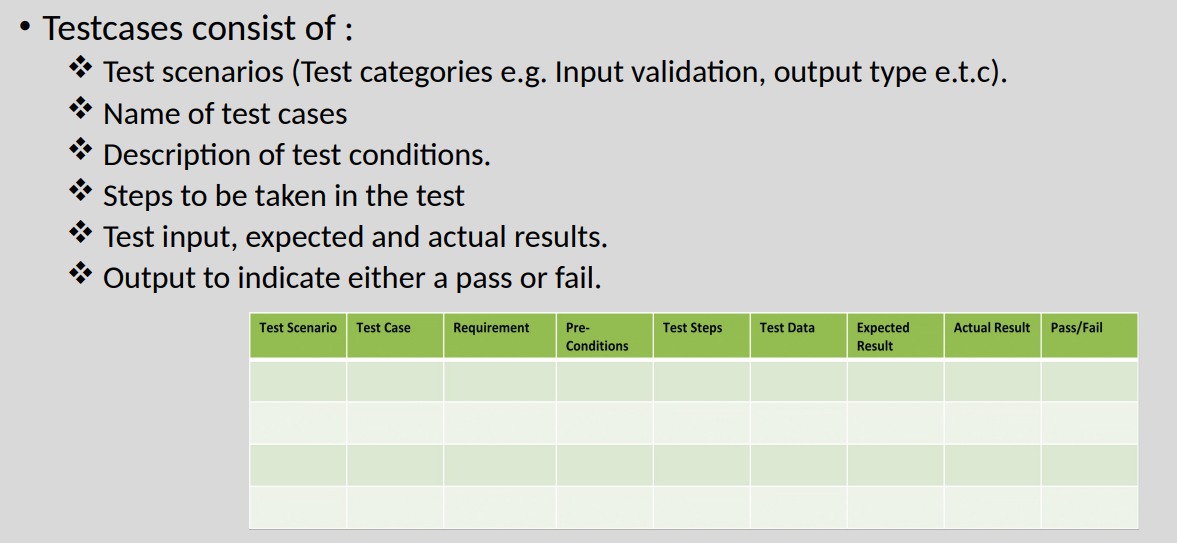 • Testcases consist of :
❖ Test scenarios (Test categories e.g. Input validation, output type e.t.c).
❖ Name of test cases
❖ Description of test conditions.
❖ Steps to be taken in the test
❖ Test input, expected and actual results.
❖ Output to indicate either a pass or fail.
Test Scenario Test Case Requirement Pre- Test Steps Test Data Expected Actual Result Pass/Fail
Conditions Result